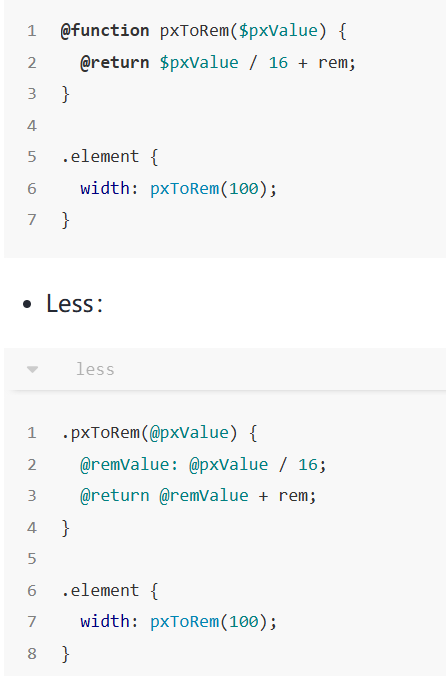 1 @function pxToRem($pxValue) {
2   @return $pxValue / 16 + rem;
3 }
4
5 .element {
6   width: pxToRem(100);
7 }
• Less：
less
1 .pxToRem(@pxValue) {
2   @remValue: @pxValue / 16;
3   @return @remValue + rem;
4 }
5
6 .element {
7   width: pxToRem(100);
8 }